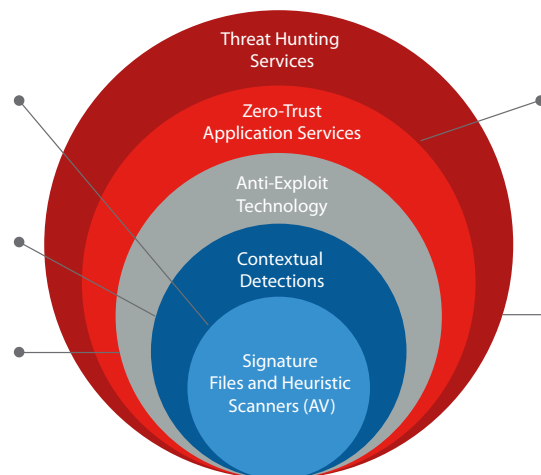 Threat Hunting
Services
Zero-Trust
Application Services
Anti-Exploit
Technology
Contextual
Detections
Signature
Files and Heuristic
Scanners (AV)